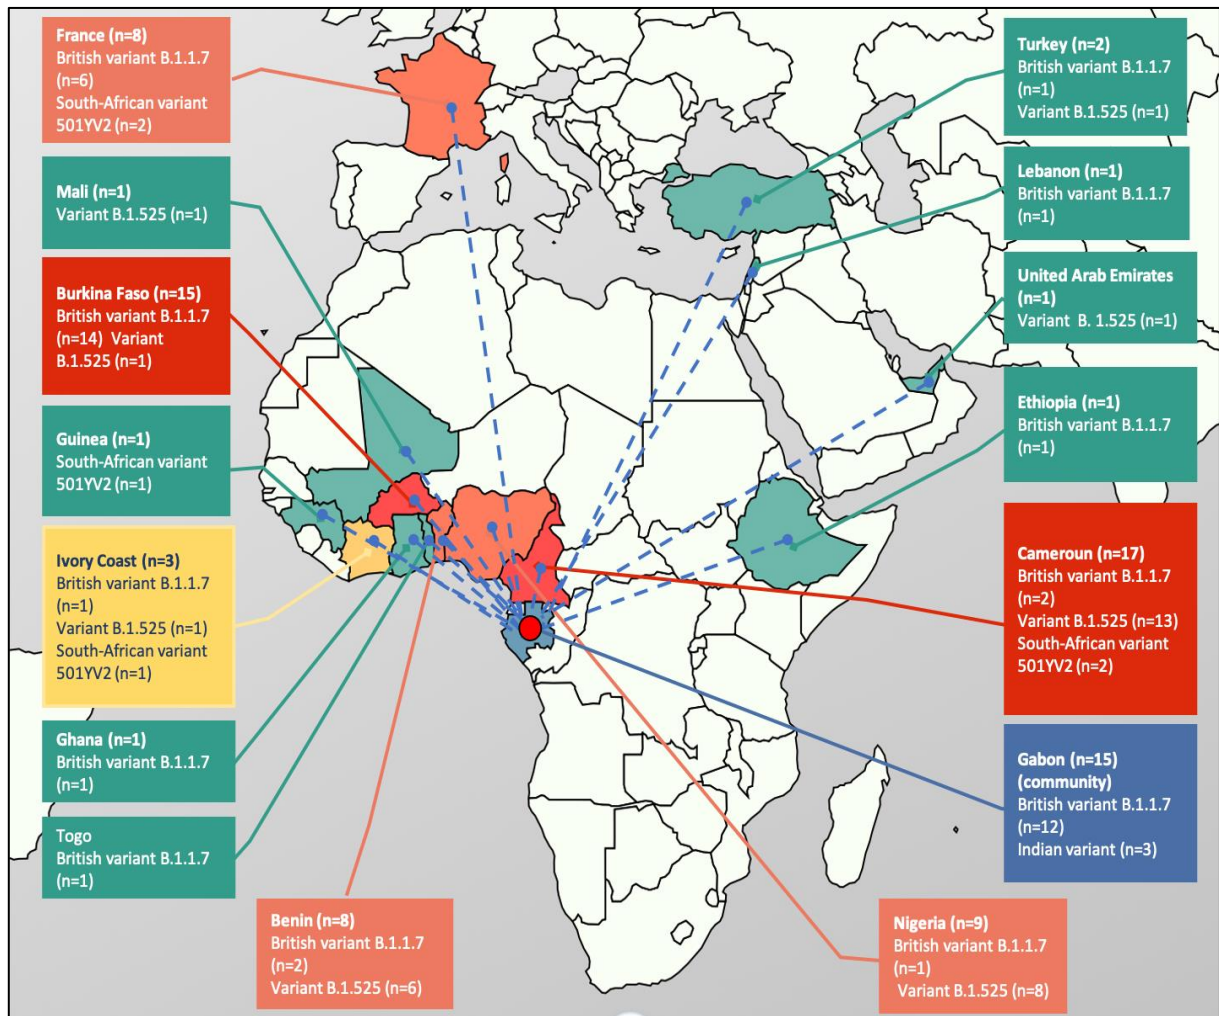 France (n=8)
British variant B.1.1.7
(n=6)
South-African variant
501YV2 (n=2)
Mali (n=1)
Variant B.1.525 (n=1)
Burkina Faso (n=15)
British variant B.1.1.7
(n=14) Variant
B.1.525 (n=1)
Guinea (n=1)
South-African variant
501YV2 (n=1)
Ivory Coast (n=3)
British variant B.1.1.7
(n=1)
Variant B.1.525 (n=1)
South-African variant
501YV2 (n=1)
Ghana (n=1)
British variant B.1.1.7
(n=1)
Togo
British variant B.1.1.7
(n=1)
Benin (n=8)
British variant B.1.1.7
(n=2)
Variant B.1.525 (n=6)
Turkey (n=2)
British variant B.1.1.7
(n=1)
Variant B.1.525 (n=1)
Lebanon (n=1)
British variant B.1.1.7
(n=1)
United Arab Emirates
(n=1)
Variant B. 1.525 (n=1)
Ethiopia (n=1)
British variant B.1.1.7
(n=1)
Cameroun (n=17)
British variant B.1.1.7
(n=2)
Variant B.1.525 (n=13)
South-African variant
501YV2 (n=2)
Gabon (n=15)
(community)
British variant B.1.1.7
(n=12)
Indian variant (n=3)
Nigeria (n=9)
British variant B.1.1.7
(n=1)
Variant B.1.525 (n=8)